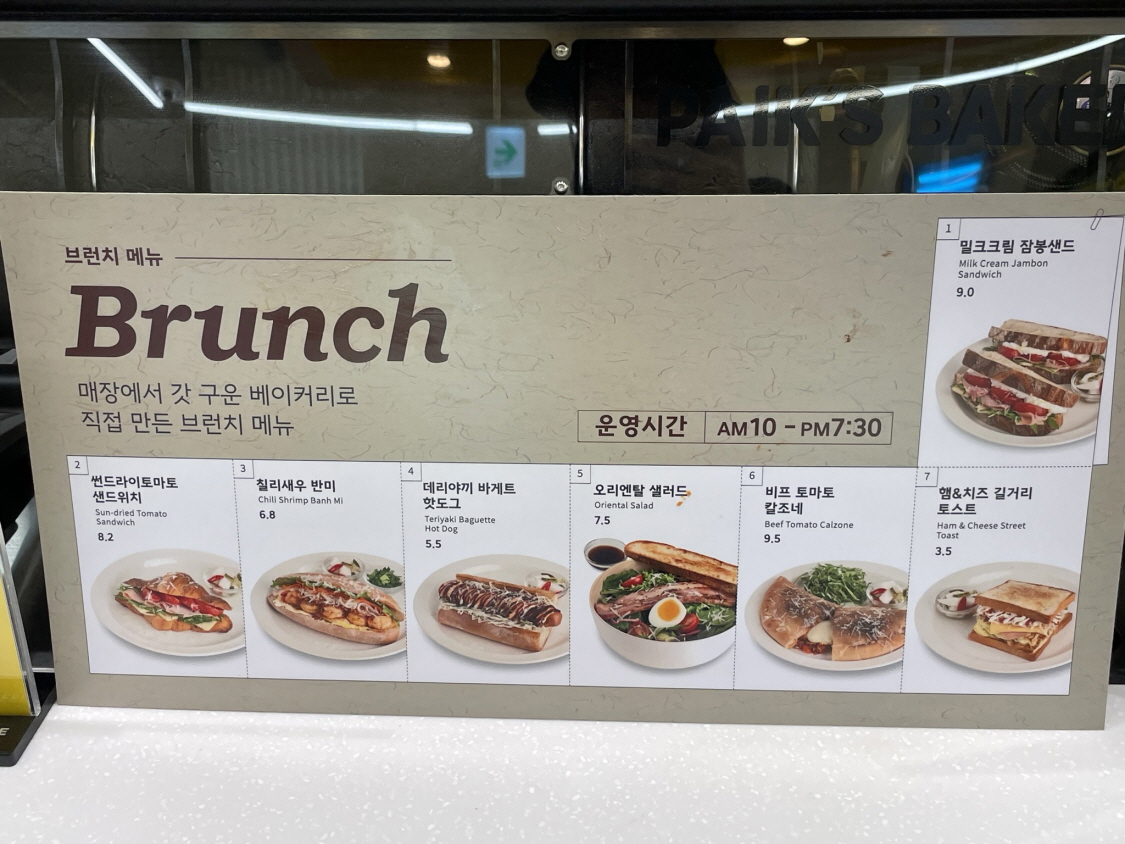 PAIK'S BAKE
브런치 메뉴
Brunch
매장에서 갓 구운 베이커리로
직접 만든 브런치 메뉴
운영시간 AM10 - PM7:30
1
밀크크림 잠봉샌드
Milk Cream Jambon
Sandwich
9.0
2
썬드라이토마토
샌드위치
Sun-dried Tomato
Sandwich
8.2
3
칠리새우 반미
Chili Shrimp Banh Mi
6.8
4
데리야끼 바게트
핫도그
Teriyaki Baguette
Hot Dog
5.5
5
오리엔탈 샐러드
Oriental Salad
7.5
6
비프 토마토
칼조네
Beef Tomato Calzone
9.5
7
햄&치즈 길거리
토스트
Ham & Cheese Street
Toast
3.5